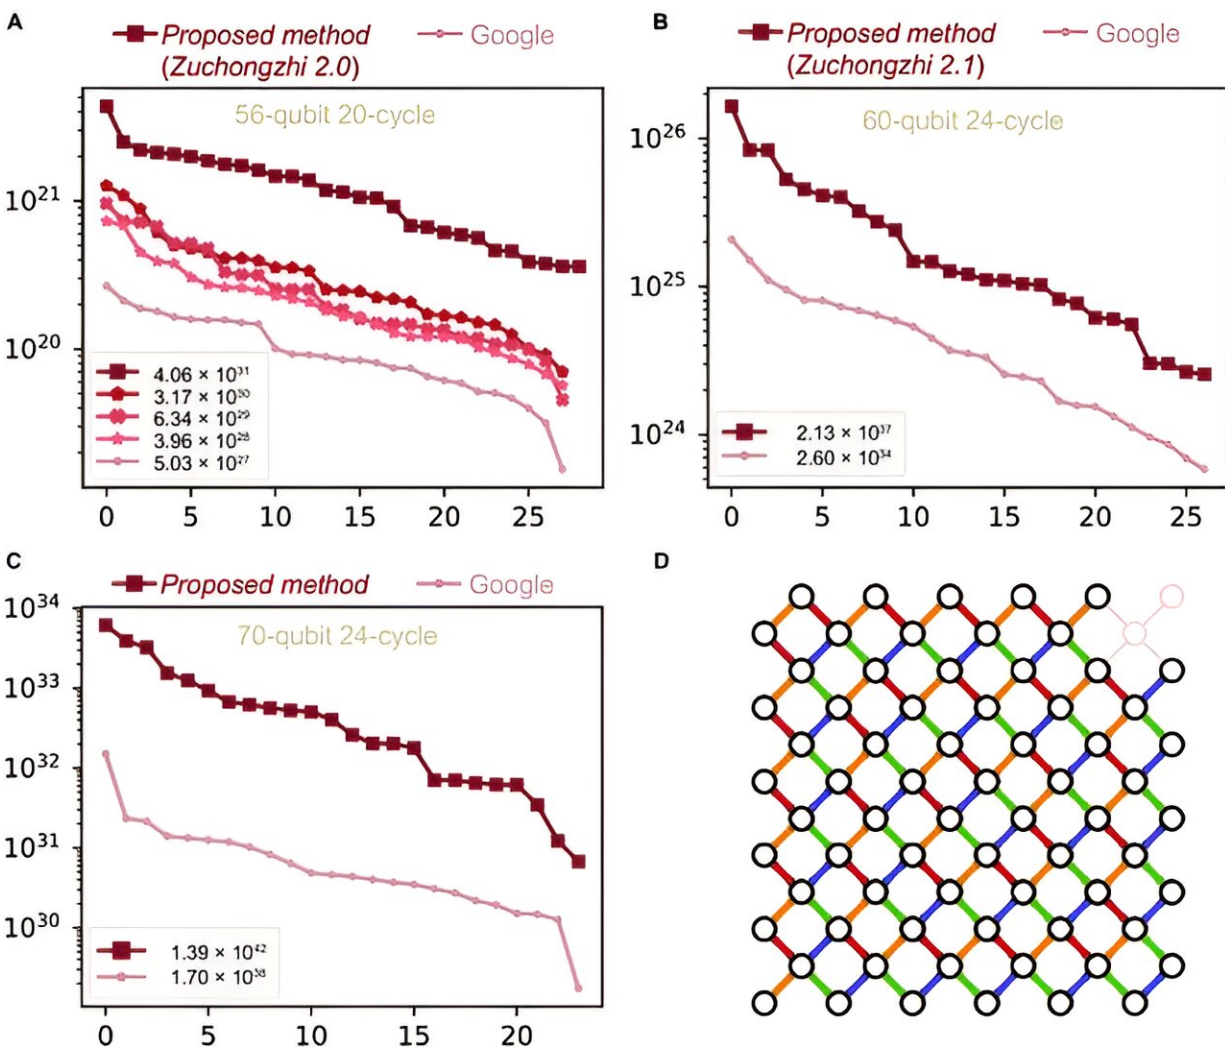 A
Proposed method
(Zuchongzhi 2.0)
Google
56-qubit 20-cycle
10²¹
10²⁰
4.06 × 10³¹
3.17 × 10³⁰
6.34 × 10²⁹
3.96 × 10²⁸
5.03 × 10²⁷
0 5 10 15 20 25
B
Proposed method
(Zuchongzhi 2.1)
Google
60-qubit 24-cycle
10²⁶
10²⁵
10²⁴
2.13 × 10³⁷
2.60 × 10³⁴
0 5 10 15 20 25
C
Proposed method
Google
70-qubit 24-cycle
10³⁴
10³³
10³²
10³¹
10³⁰
1.39 × 10⁴²
1.70 × 10³⁸
0 5 10 15 20
D